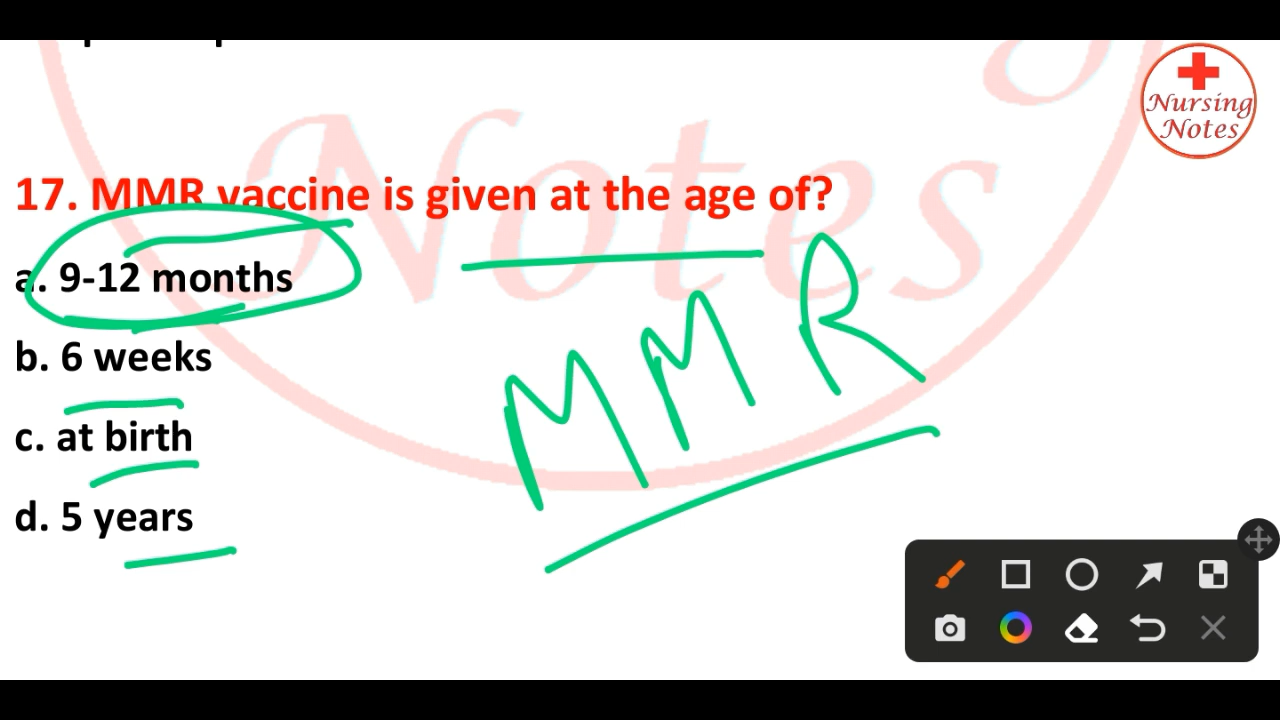 Nursing
Notes
17. MMR vaccine is given at the age of?
a. 9-12 months
b. 6 weeks
c. at birth
d. 5 years
MMR
Notes